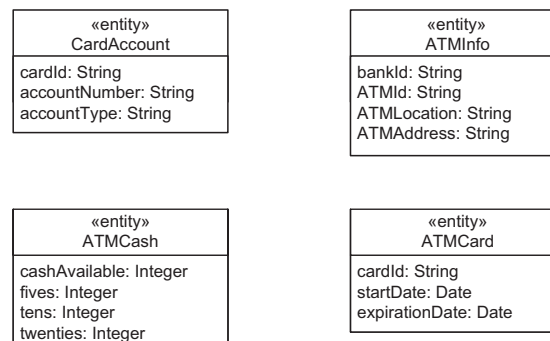 «entity»
CardAccount
cardId: String
accountNumber: String
accountType: String
«entity»
ATMInfo
bankId: String
ATMId: String
ATMLocation: String
ATMAddress: String
«entity»
ATMCash
cashAvailable: Integer
fives: Integer
tens: Integer
twenties: Integer
«entity»
ATMCard
cardId: String
startDate: Date
expirationDate: Date